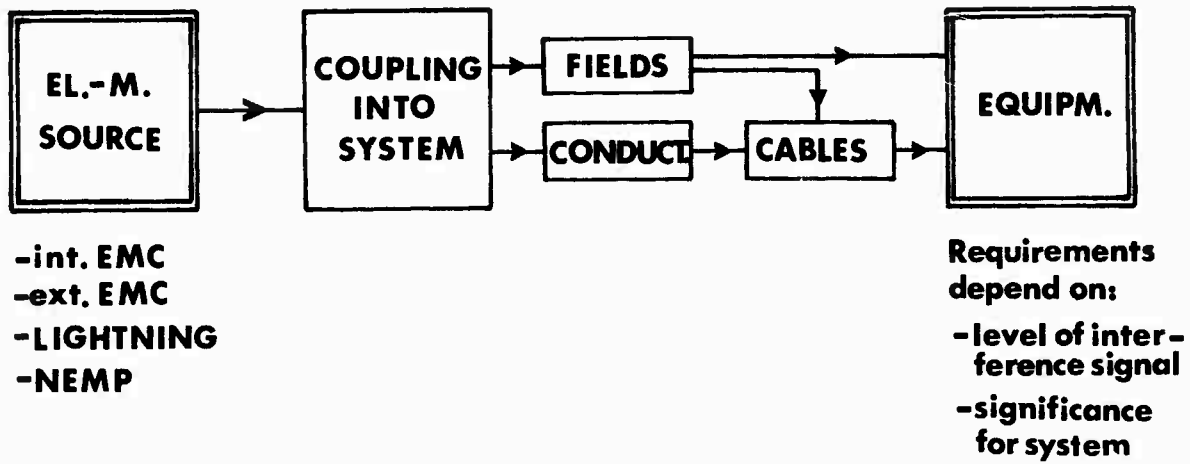 EL.-M.
SOURCE
COUPLING
INTO
SYSTEM
FIELDS
CONDUCT.
CABLES
EQUIPM.
-int. EMC
-ext. EMC
-LIGHTNING
-NEMP
Requirements
depend on:
-level of inter-
ference signal
-significance
for system